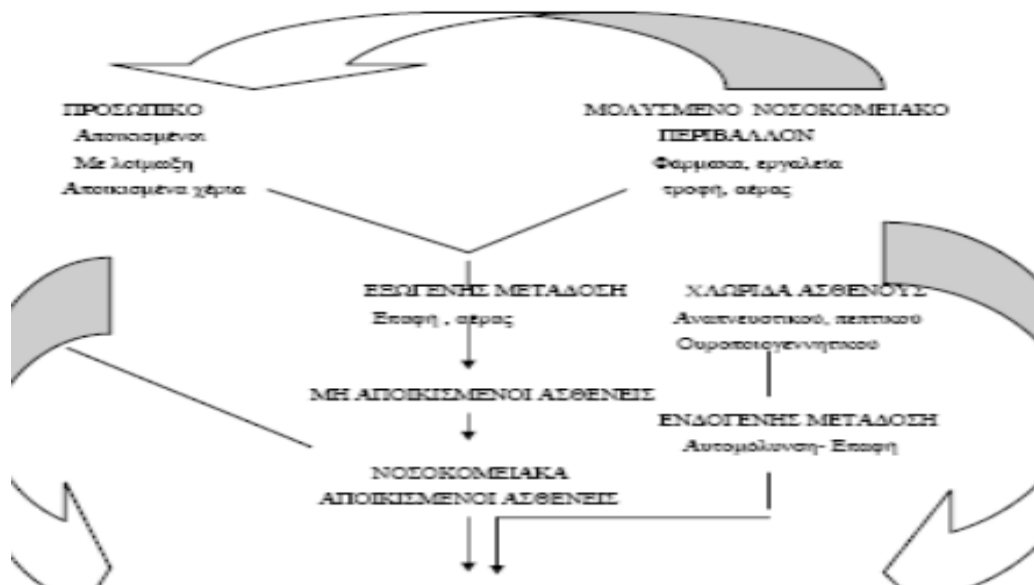 ΠΡΟΣΩΠΙΚΟ
Αποικισμένοι
Με λοίμωξη
Αποικισμένα χέρια
ΜΟΛΥΣΜΕΝΟ ΝΟΣΟΚΟΜΕΙΑΚΟ
ΠΕΡΙΒΑΛΛΟΝ
Φάρμακα, εργαλεία
τροφή, αέρας
ΕΞΩΓΕΝΗΣ ΜΕΤΑΔΟΣΗ
Επαφή , αέρας
ΧΛΩΡΙΔΑ ΑΣΘΕΝΟΥΣ
Αναπνευστικού, πεπτικού
Ουροποιογεννητικού
ΜΗ ΑΠΟΙΚΙΣΜΕΝΟΙ ΑΣΘΕΝΕΙΣ
ΕΝΔΟΓΕΝΗΣ ΜΕΤΑΔΟΣΗ
Αυτομόλυνση- Επαφή
ΝΟΣΟΚΟΜΕΙΑΚΑ
ΑΠΟΙΚΙΣΜΕΝΟΙ ΑΣΘΕΝΕΙΣ